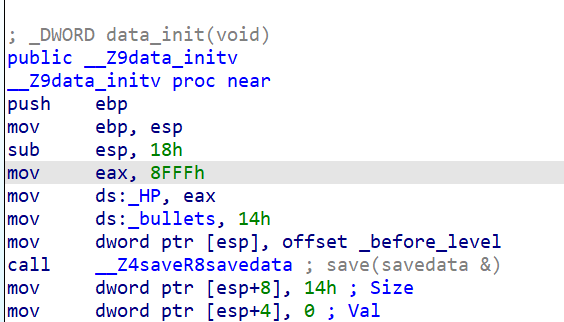 ; _DWORD data_init(void)
public __Z9data_initv
__Z9data_initv proc near
push ebp
mov ebp, esp
sub esp, 18h
mov eax, 8FFFh
mov ds:_HP, eax
mov ds:_bullets, 14h
mov dword ptr [esp], offset _before_level
call __Z4saveR8savedata ; save(savedata &)
mov dword ptr [esp+8], 14h ; Size
mov dword ptr [esp+4], 0 ; Val